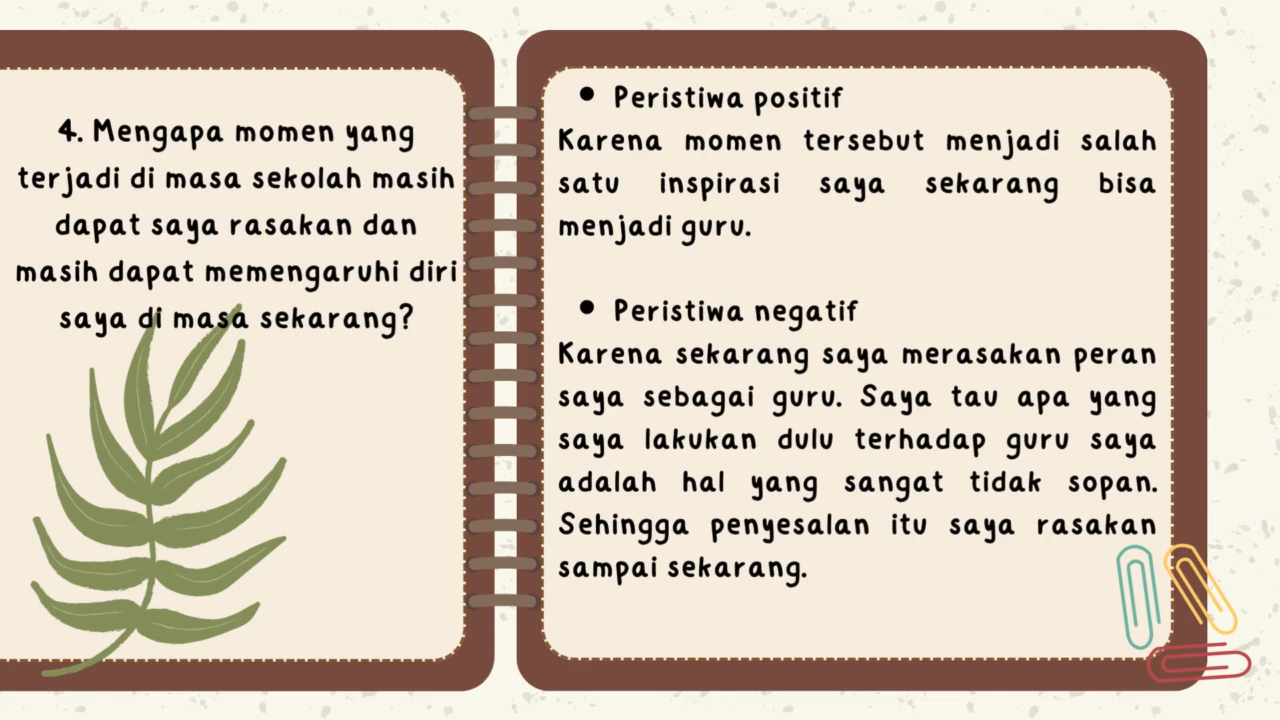 4. Mengapa momen yang
terjadi di masa sekolah masih
dapat saya rasakan dan
masih dapat memengaruhi diri
saya di masa sekarang?
• Peristiwa positif
Karena momen tersebut menjadi salah
satu inspirasi saya sekarang bisa
menjadi guru.
• Peristiwa negatif
Karena sekarang saya merasakan peran
saya sebagai guru. Saya tau apa yang
saya lakukan dulu terhadap guru saya
adalah hal yang sangat tidak sopan.
Sehingga penyesalan itu saya rasakan
sampai sekarang.